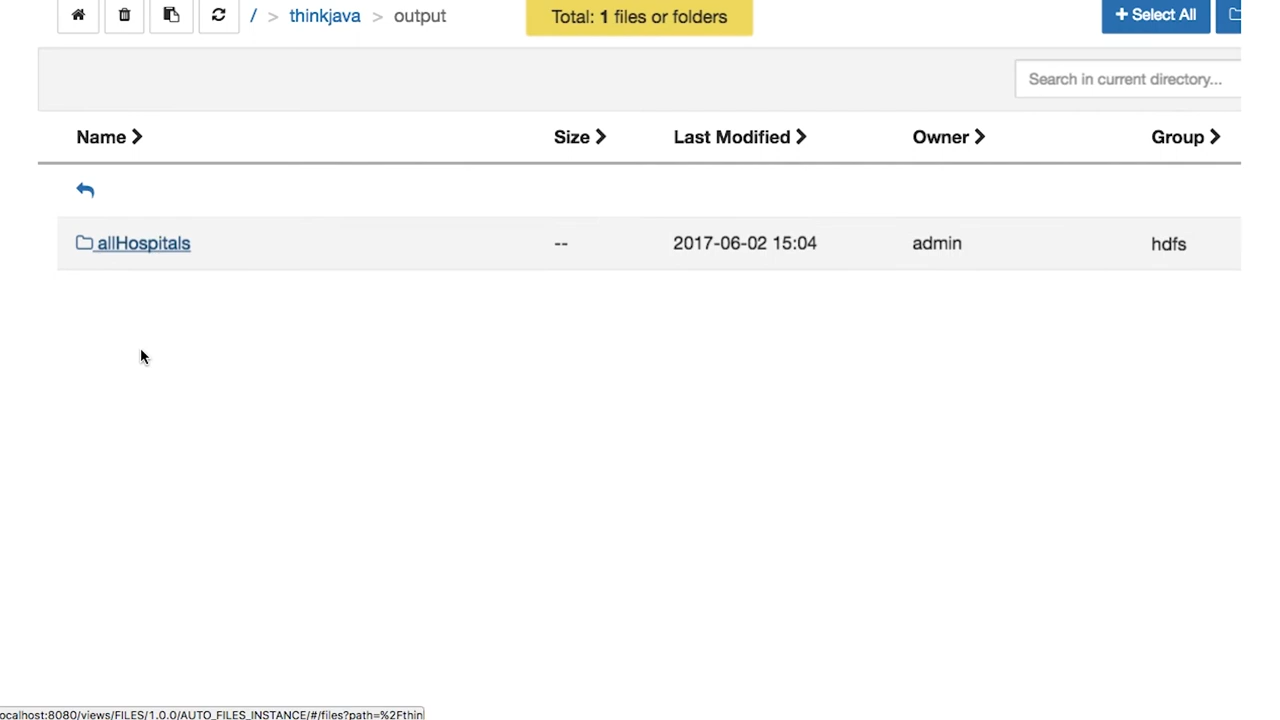 / > thinkjava > output
Total: 1 files or folders
+ Select All
Search in current directory...
Name > Size > Last Modified > Owner > Group >
allHospitals -- 2017-06-02 15:04 admin hdfs
ocalhost:8080/views/FILES/1.0.0/AUTO_FILES_INSTANCE/#/files?path=%2Fthin